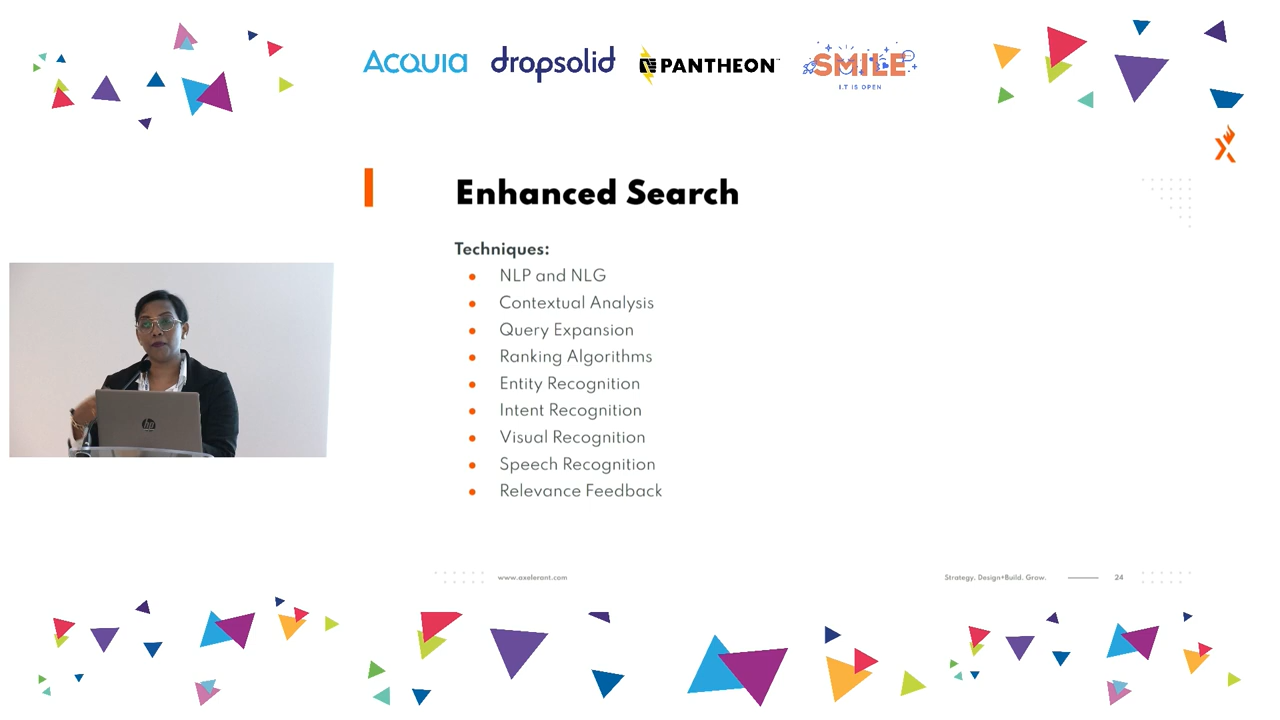 ACQUIA
dropsolid
PANTHEON
SMILE
I.T IS OPEN
Enhanced Search
Techniques:
NLP and NLG
Contextual Analysis
Query Expansion
Ranking Algorithms
Entity Recognition
Intent Recognition
Visual Recognition
Speech Recognition
Relevance Feedback
hp
www.axelerant.com
Strategy. Design+Build. Grow.
24